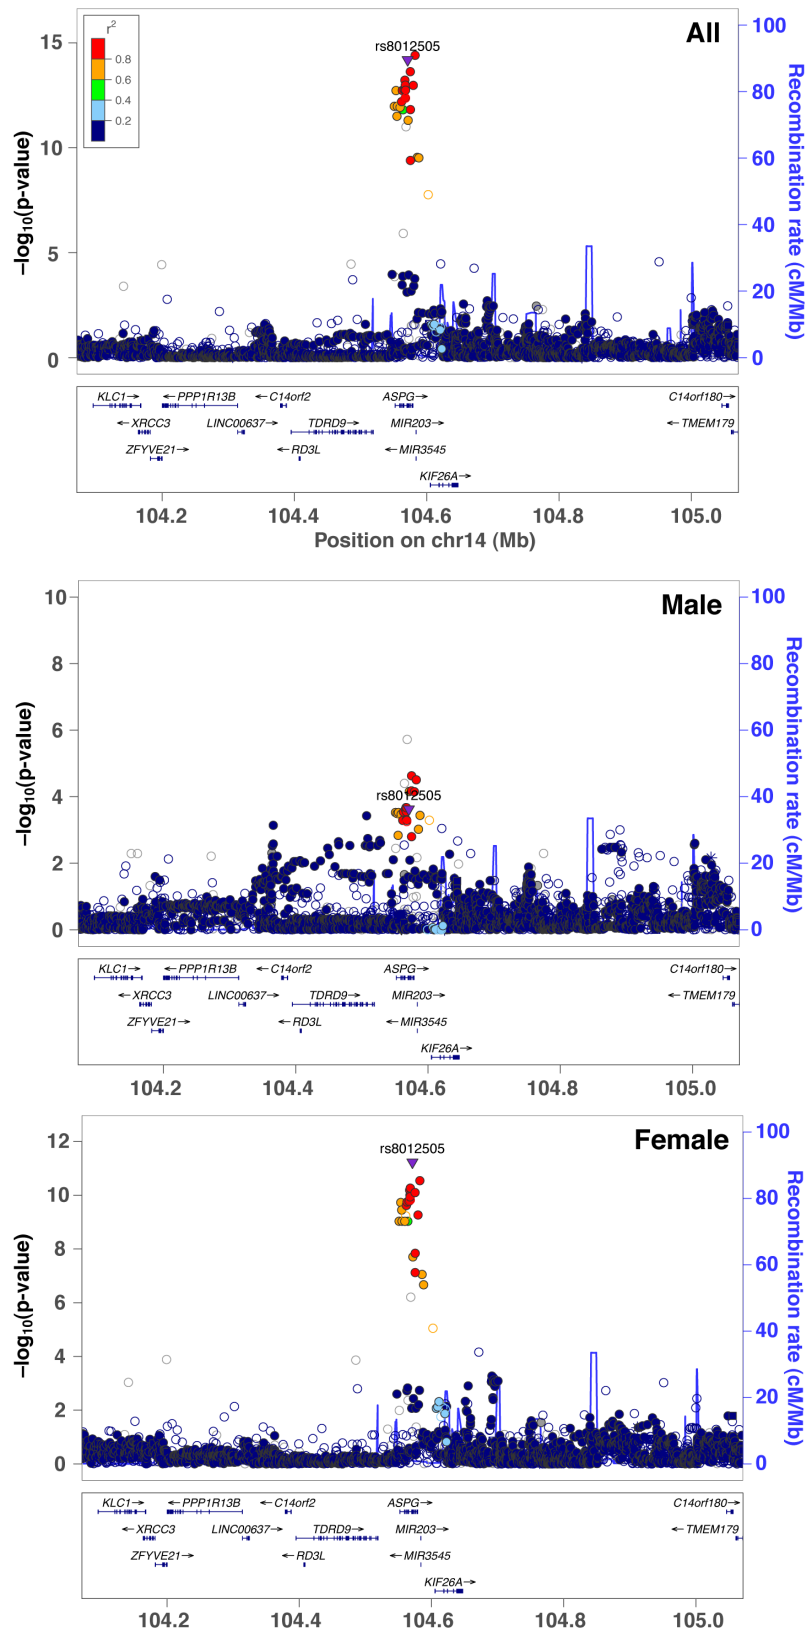 All
r²
0.8
0.6
0.4
0.2
rs8012505
15
10
5
0
−log₁₀(p-value)
100
80
60
40
20
0
Recombination rate (cM/Mb)
KLC1→
←PPP1R13B
←C14orf2
ASPG→
C14orf180→
←XRCC3
LINC00637→
TDRD9→
MIR203→
←TMEM179
ZFYVE21→
←RD3L
←MIR3545
KIF26A→
104.2
104.4
104.6
104.8
105.0
Position on chr14 (Mb)
Male
rs8012505
10
8
6
4
2
0
−log₁₀(p-value)
100
80
60
40
20
0
Recombination rate (cM/Mb)
KLC1→
←PPP1R13B
←C14orf2
ASPG→
C14orf180→
←XRCC3
LINC00637→
TDRD9→
MIR203→
←TMEM179
ZFYVE21→
←RD3L
←MIR3545
KIF26A→
104.2
104.4
104.6
104.8
105.0
Female
rs8012505
12
10
8
6
4
2
0
−log₁₀(p-value)
100
80
60
40
20
0
Recombination rate (cM/Mb)
KLC1→
←PPP1R13B
←C14orf2
ASPG→
C14orf180→
←XRCC3
LINC00637→
TDRD9→
MIR203→
←TMEM179
ZFYVE21→
←RD3L
←MIR3545
KIF26A→
104.2
104.4
104.6
104.8
105.0